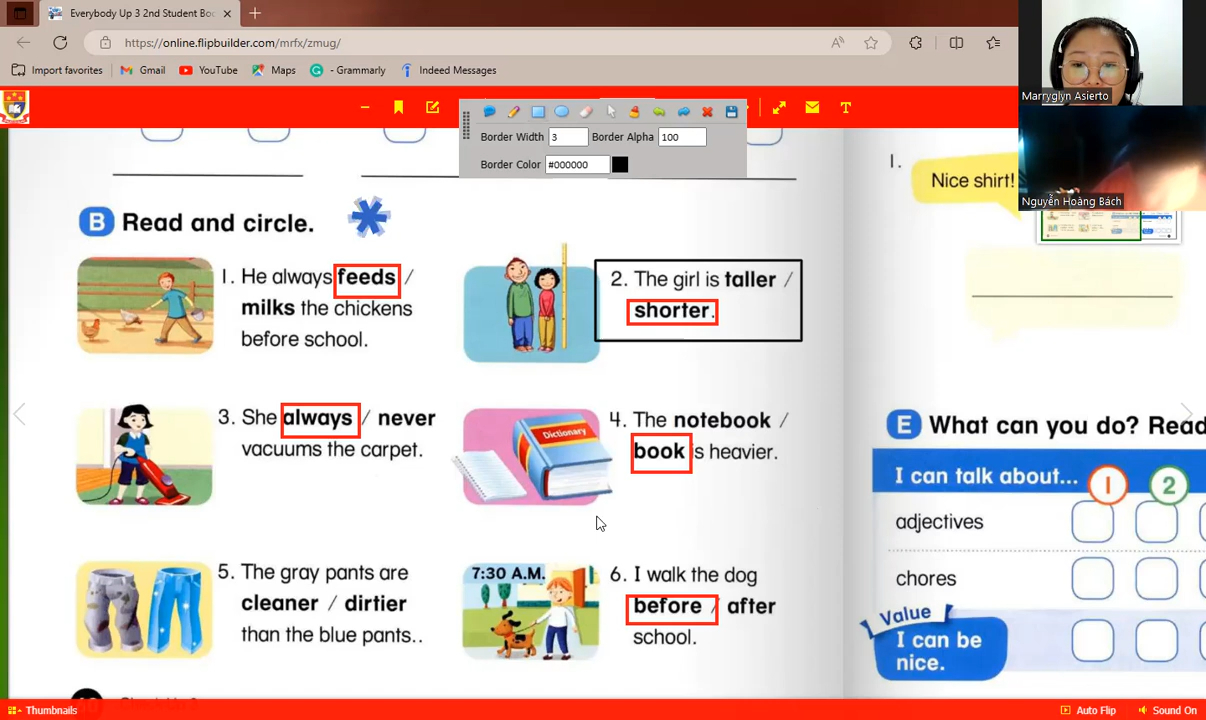 Everybody Up 3 2nd Student Boo
https://online.flipbuilder.com/mrfx/zmug/
Import favorites
Gmail
YouTube
Maps
- Grammarly
Indeed Messages
Marryglyn Asierto
Nguyễn Hoàng Bách
Border Width 3 Border Alpha 100
Border Color #000000
B Read and circle.
1. He always feeds /
milks the chickens
before school.
2. The girl is taller /
shorter.
3. She always / never
vacuums the carpet.
Dictionary
4. The notebook /
book s heavier.
5. The gray pants are
cleaner / dirtier
than the blue pants..
7:30 A.M.
6. I walk the dog
before / after
school.
1.
Nice shirt!
E What can you do? Read
I can talk about... 1 2
adjectives
chores
Value
I can be
nice.
Thumbnails
Auto Flip
Sound On